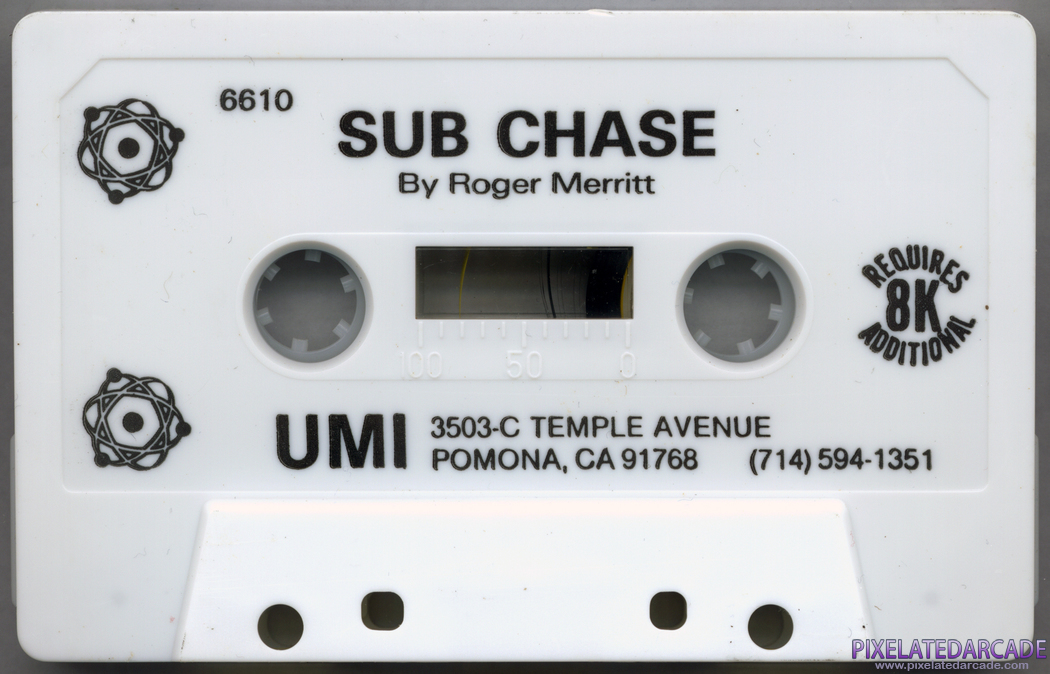 6610
SUB CHASE
By Roger Merritt
REQUIRES
8K
ADDITIONAL
100 50 0
UMI 3503-C TEMPLE AVENUE
POMONA, CA 91768 (714) 594-1351
PIXELATEDARCADE
www.pixelatedarcade.com